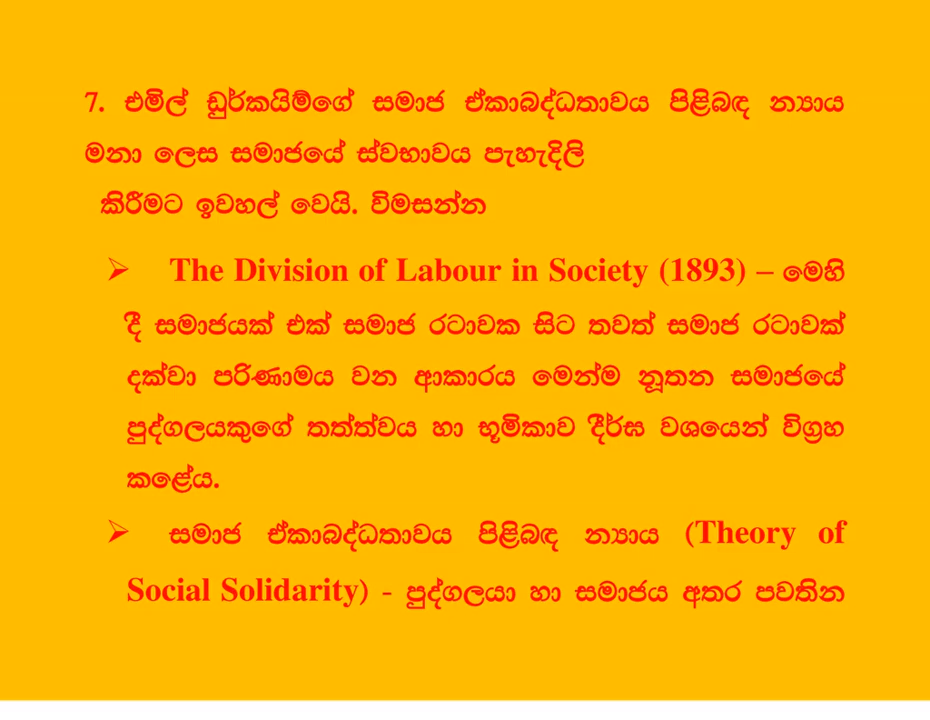 7. එමිල් ඩුර්කයිම්ගේ සමාජ ඒකාබද්ධතාවය පිළිබඳ න්‍යාය
මනා ලෙස සමාජයේ ස්වභාවය පැහැදිලි
කිරීමට ඉවහල් වෙයි. විමසන්න
➢ The Division of Labour in Society (1893) – මෙහි
දී සමාජයක් එක් සමාජ රටාවක සිට තවත් සමාජ රටාවක්
දක්වා පරිණාමය වන ආකාරය මෙන්ම නූතන සමාජයේ
පුද්ගලයකුගේ තත්ත්වය හා භූමිකාව දීර්ඝ වශයෙන් විග්‍රහ
කළේය.
➢ සමාජ ඒකාබද්ධතාවය පිළිබඳ න්‍යාය (Theory of
Social Solidarity) - පුද්ගලයා හා සමාජය අතර පවතින